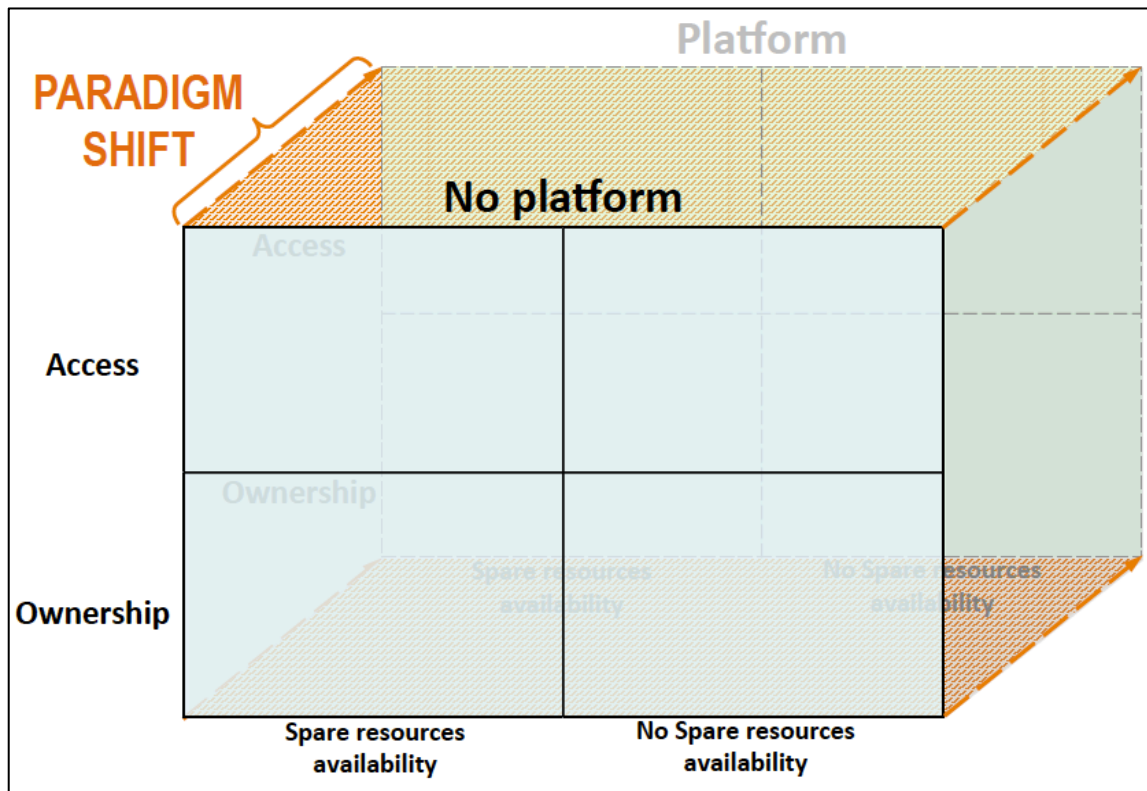 Platform
PARADIGM
SHIFT
No platform
Access
Access
Ownership
Ownership
Spare resources
availability
No Spare resources
availability
Spare resources
availability
No Spare resources
availability